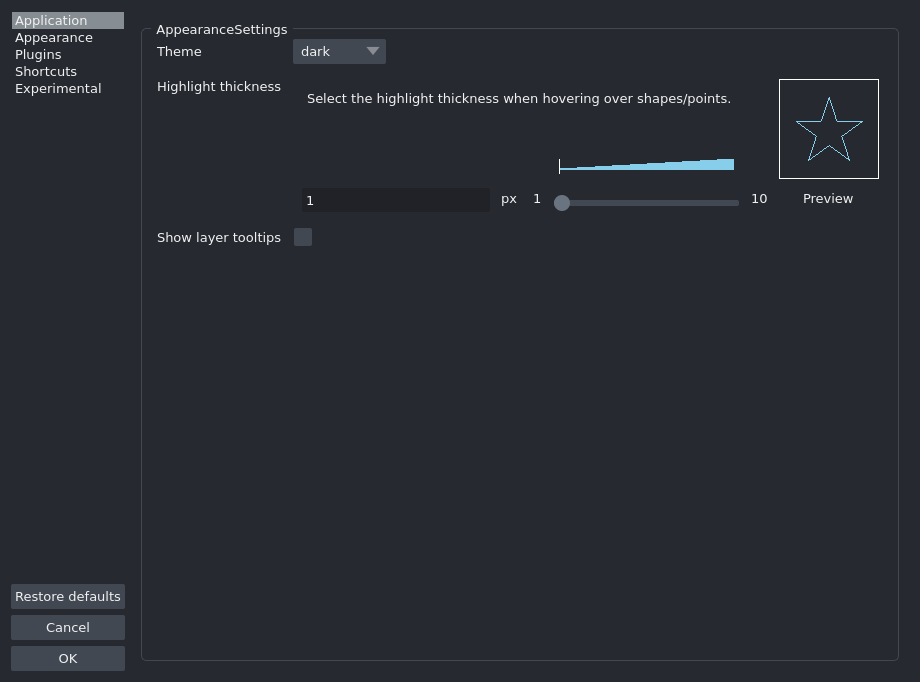 Application
Appearance
Plugins
Shortcuts
Experimental
AppearanceSettings
Theme
dark
Highlight thickness
Select the highlight thickness when hovering over shapes/points.
1 px 1 10 Preview
Show layer tooltips
Restore defaults
Cancel
OK